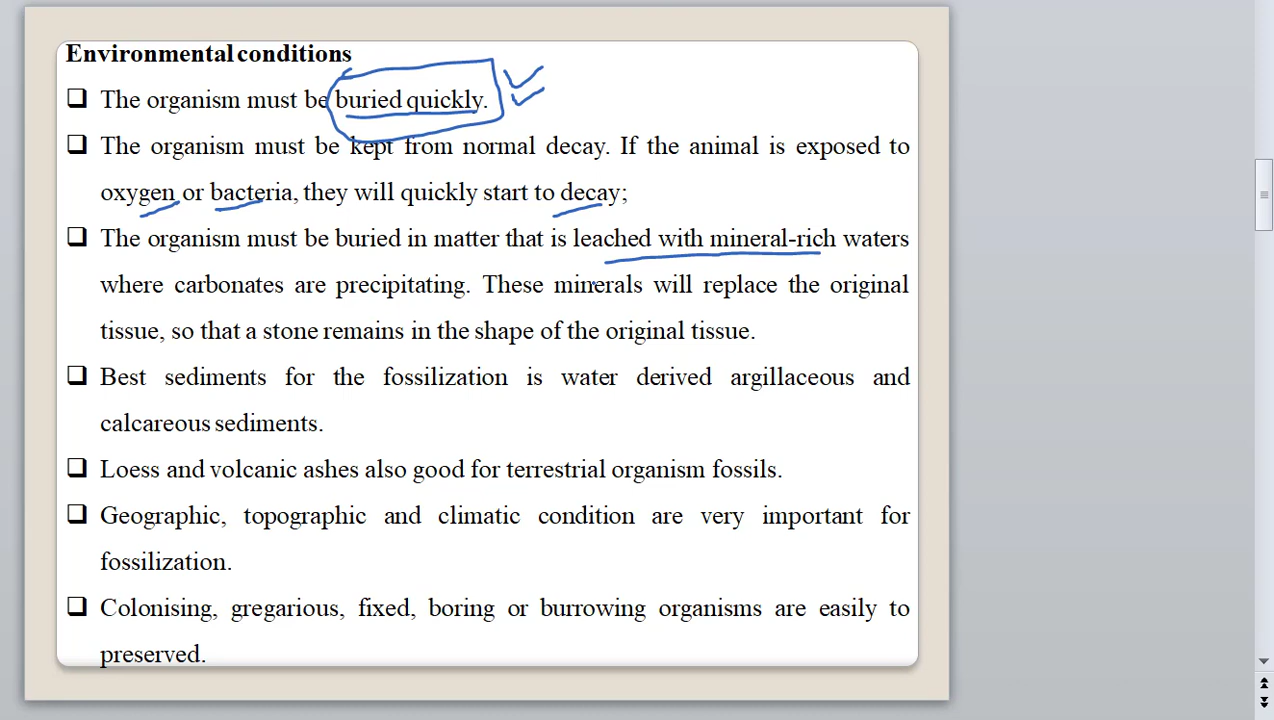 Environmental conditions
❑ The organism must be buried quickly.
❑ The organism must be kept from normal decay. If the animal is exposed to
oxygen or bacteria, they will quickly start to decay;
❑ The organism must be buried in matter that is leached with mineral-rich waters
where carbonates are precipitating. These minerals will replace the original
tissue, so that a stone remains in the shape of the original tissue.
❑ Best sediments for the fossilization is water derived argillaceous and
calcareous sediments.
❑ Loess and volcanic ashes also good for terrestrial organism fossils.
❑ Geographic, topographic and climatic condition are very important for
fossilization.
❑ Colonising, gregarious, fixed, boring or burrowing organisms are easily to
preserved.